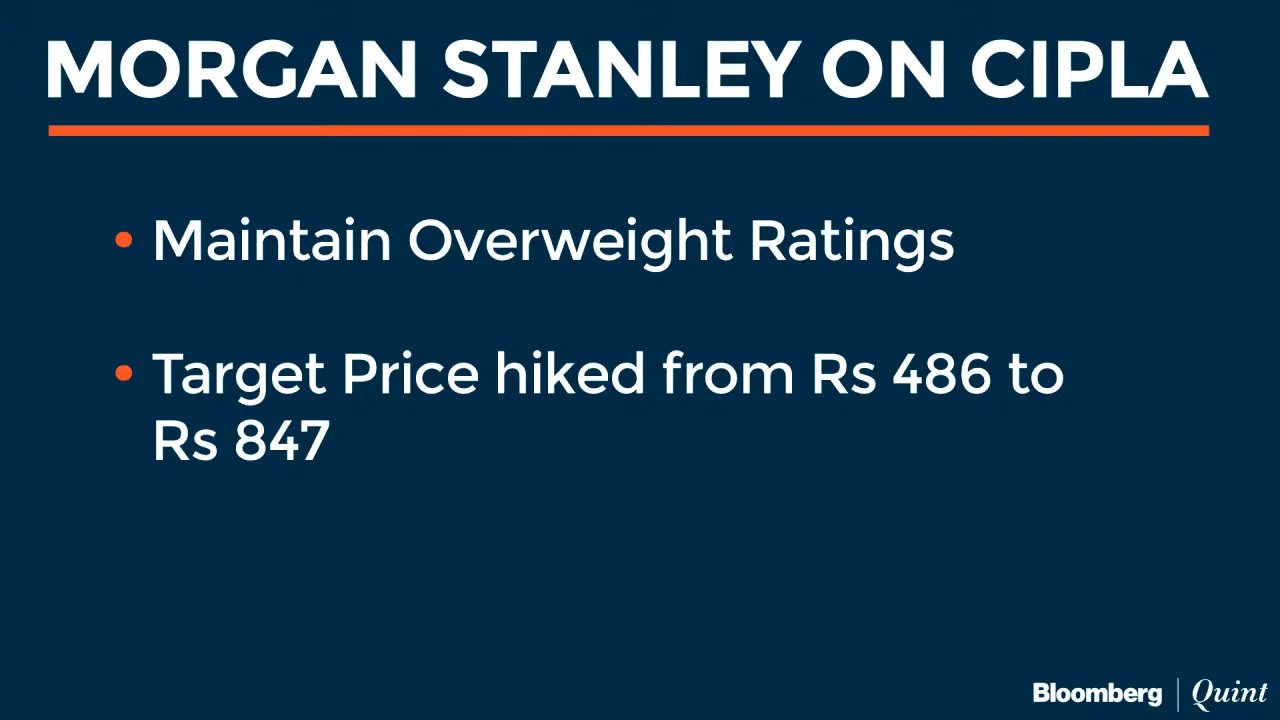 MORGAN STANLEY ON CIPLA
• Maintain Overweight Ratings
• Target Price hiked from Rs 486 to
Rs 847
Bloomberg | Quint